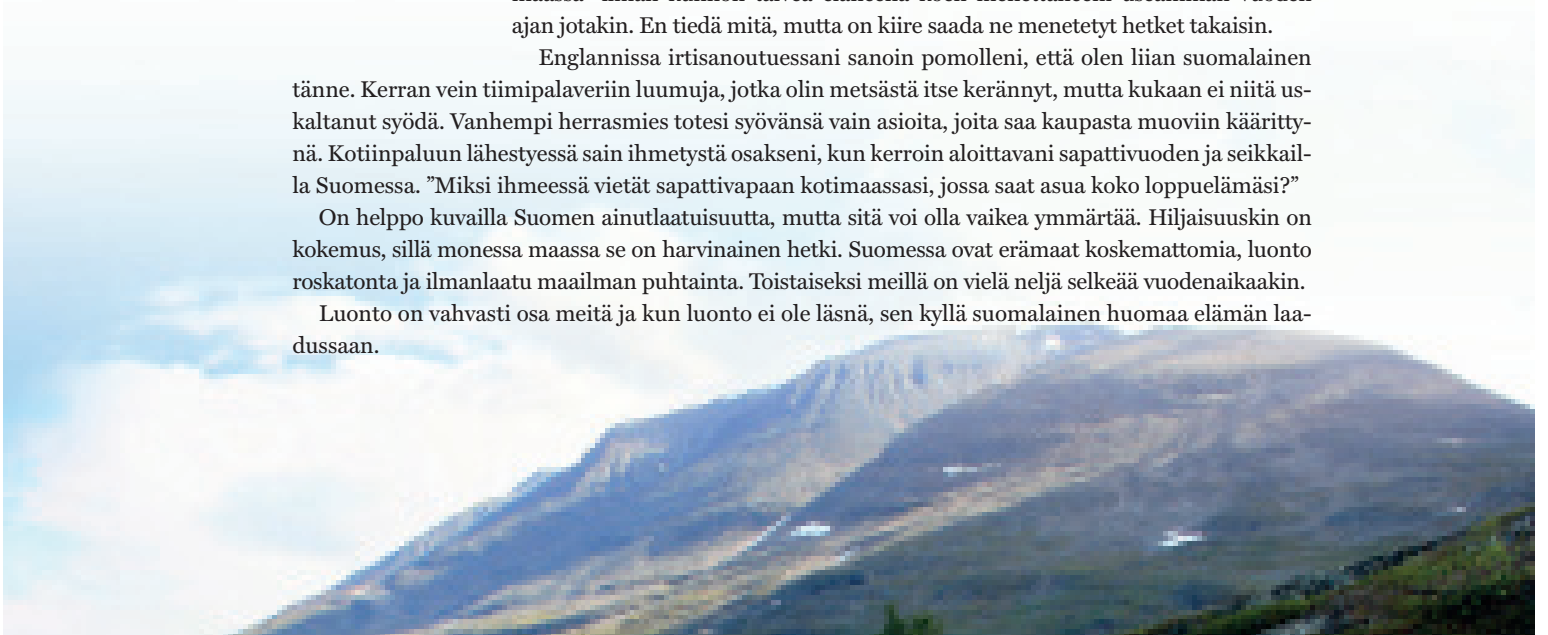 ajan jotakin. En tiedä mitä, mutta on kiire saada ne menetetyt hetket takaisin.
Englannissa irtisanoutuessani sanoin pomolleni, että olen liian suomalainen
tänne. Kerran vein tiimipalaveriin luumuja, jotka olin metsästä itse kerännyt, mutta kukaan ei niitä us-
kaltanut syödä. Vanhempi herrasmies totesi syövänsä vain asioita, joita saa kaupasta muoviin kääritty-
nä. Kotiinpaluun lähestyessä sain ihmetystä osakseni, kun kerroin aloittavani sapattivuoden ja seikkail-
la Suomessa. ”Miksi ihmeessä vietät sapattivapaan kotimaassasi, jossa saat asua koko loppuelämäsi?”
On helppo kuvailla Suomen ainutlaatuisuutta, mutta sitä voi olla vaikea ymmärtää. Hiljaisuuskin on
kokemus, sillä monessa maassa se on harvinainen hetki. Suomessa ovat erämaat koskemattomia, luonto
roskatonta ja ilmanlaatu maailman puhtainta. Toistaiseksi meillä on vielä neljä selkeää vuodenaikaakin.
Luonto on vahvasti osa meitä ja kun luonto ei ole läsnä, sen kyllä suomalainen huomaa elämän laa-
dussaan.